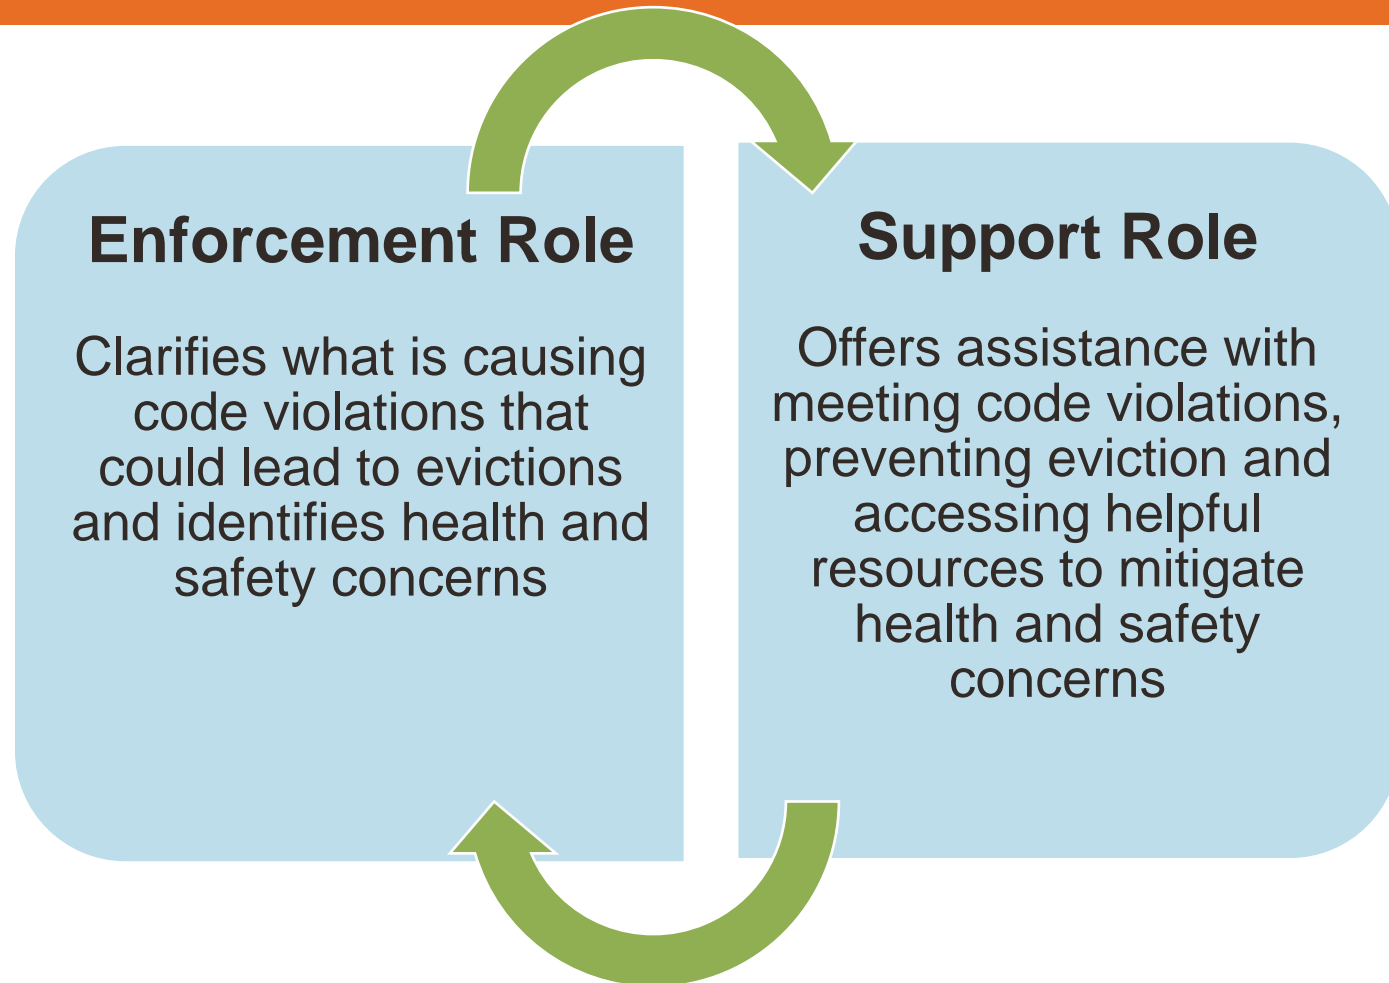 Enforcement Role
Clarifies what is causing
code violations that
could lead to evictions
and identifies health and
safety concerns
Support Role
Offers assistance with
meeting code violations,
preventing eviction and
accessing helpful
resources to mitigate
health and safety
concerns